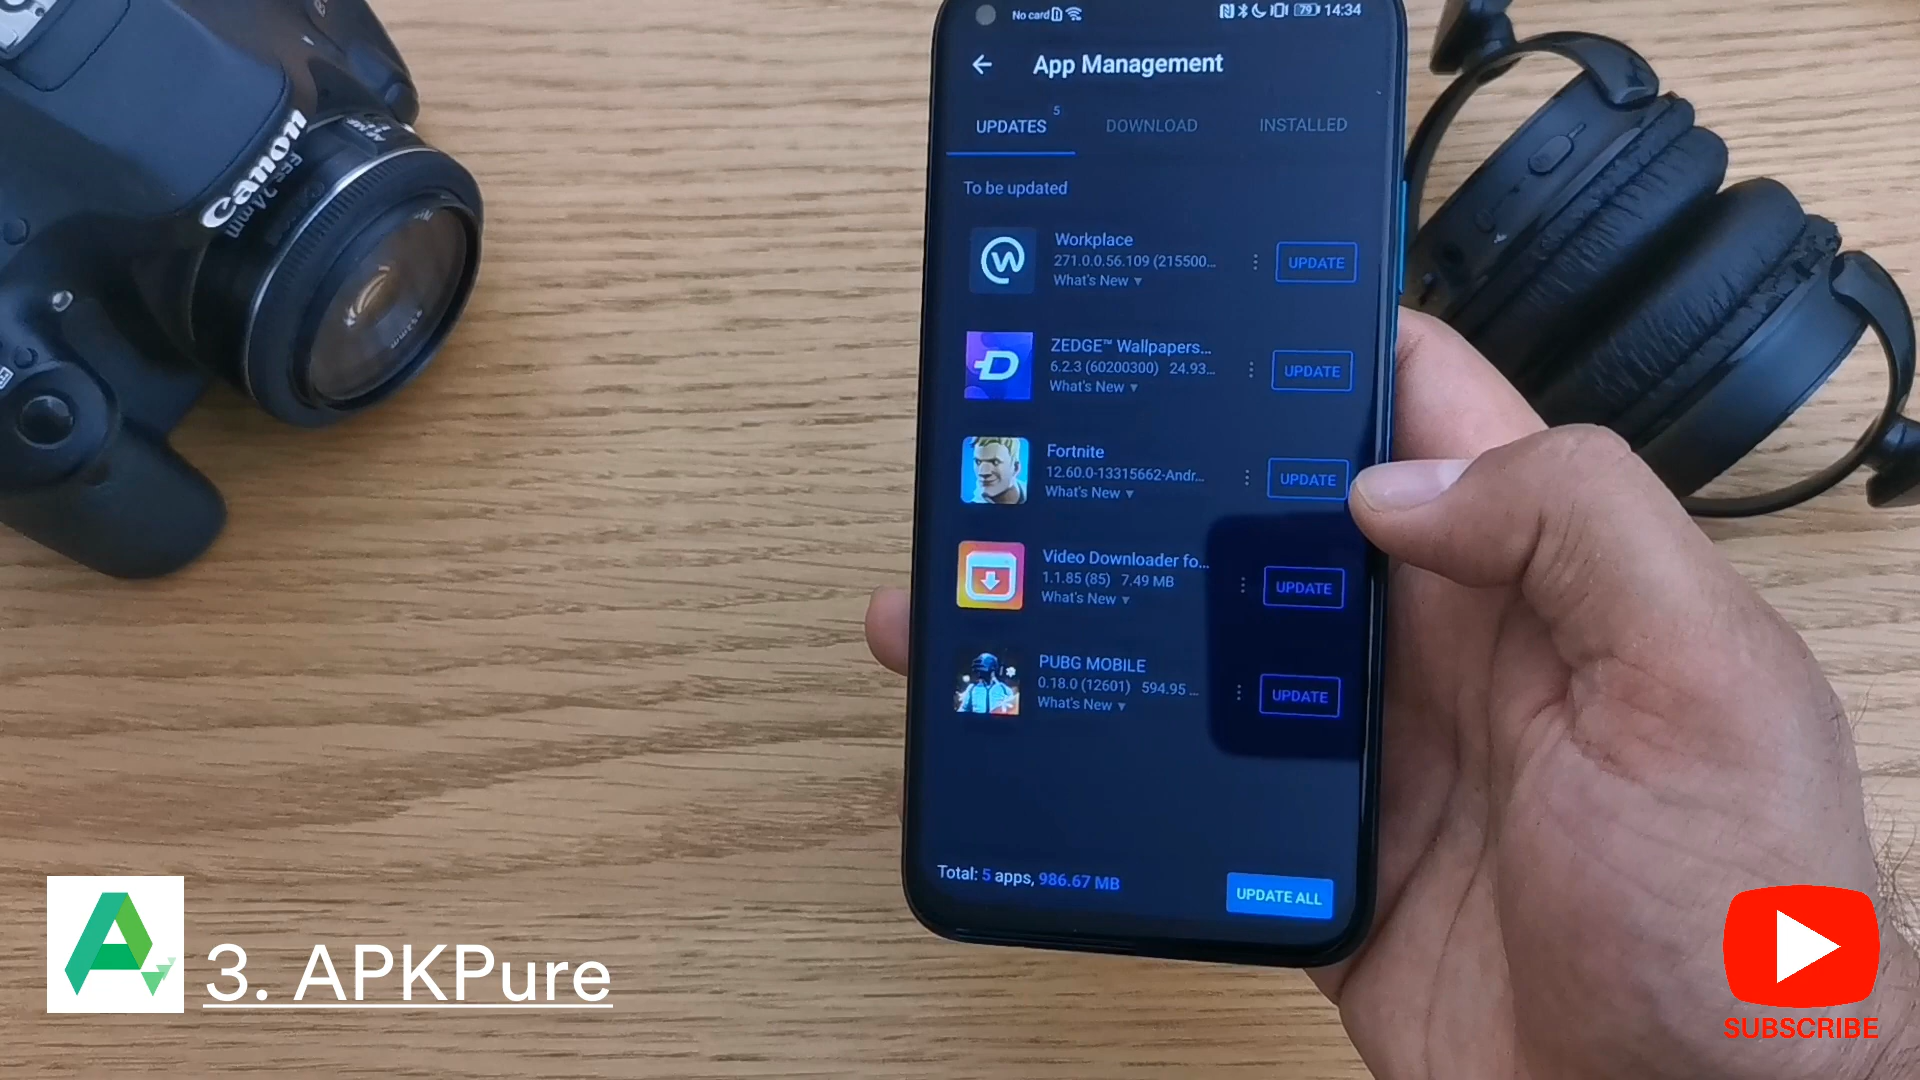 No card
79 14:34
App Management
UPDATES 5
DOWNLOAD
INSTALLED
To be updated
Workplace
271.0.0.56.109 (215500...
What's New
UPDATE
ZEDGE™ Wallpapers...
6.2.3 (60200300) 24.93...
What's New
UPDATE
Fortnite
12.60.0-13315662-Andr...
What's New
UPDATE
Video Downloader fo...
1.1.85 (85) 7.49 MB
What's New
UPDATE
PUBG MOBILE
0.18.0 (12601) 594.95 ...
What's New
UPDATE
Total: 5 apps, 986.67 MB
UPDATE ALL
Canon
3. APKPure
SUBSCRIBE